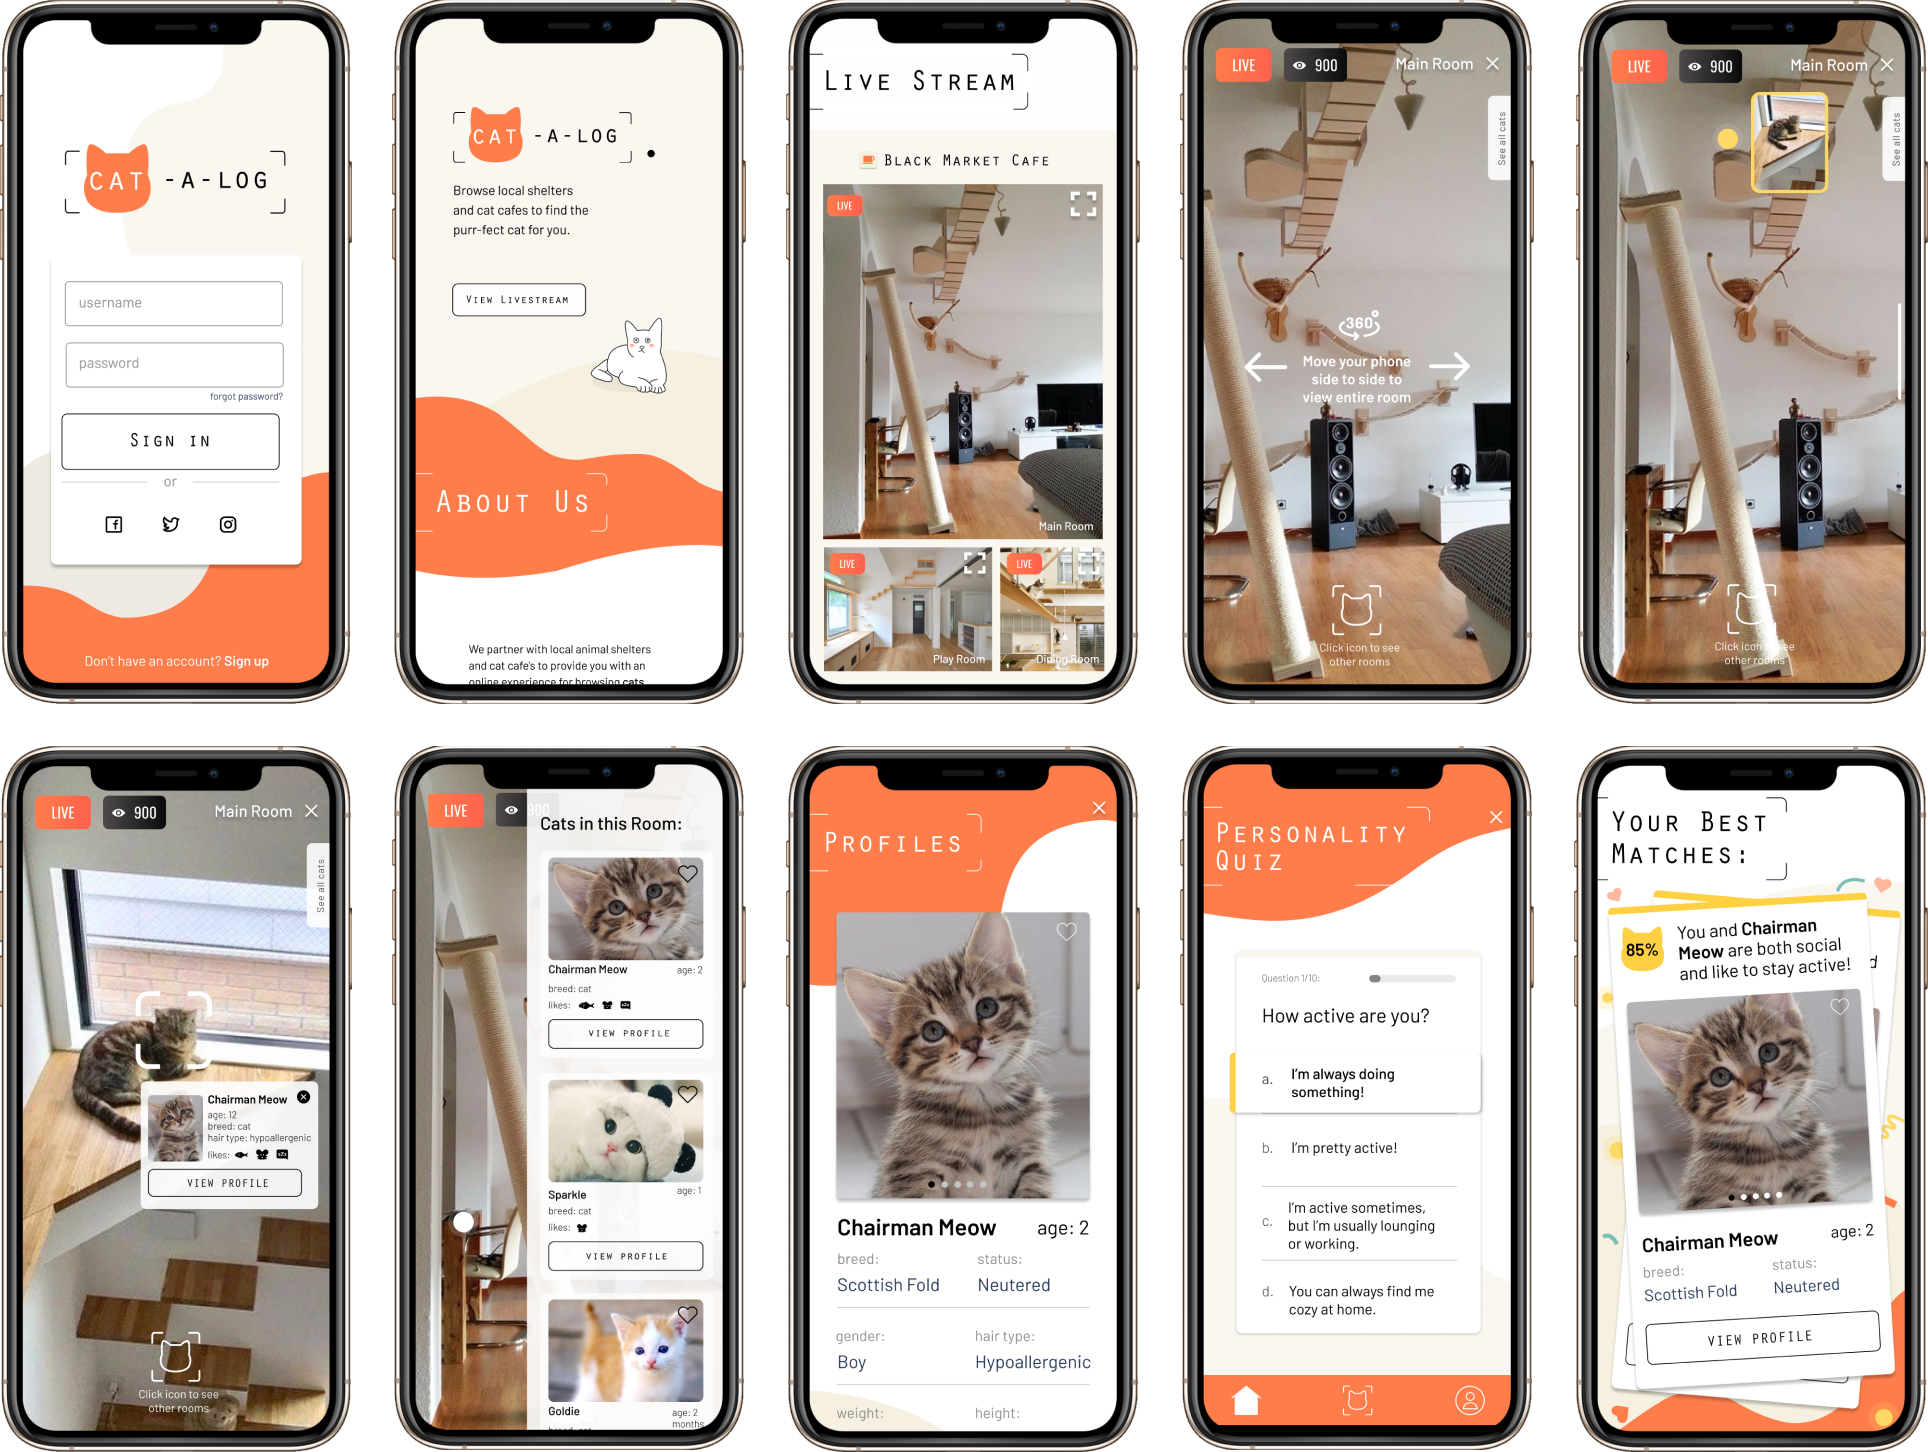 CAT -A-LOG
username
password
forgot password?
SIGN IN
or
Don't have an account? Sign up
CAT -A-LOG
Browse local shelters
and cat cafes to find the
purr-fect cat for you.
VIEW LIVESTREAM
ABOUT US
We partner with local animal shelters
and cat cafe's to provide you with an
online experience for browsing cats
LIVE STREAM
BLACK MARKET CAFE
LIVE
Main Room
LIVE
Play Room
LIVE
Dining Room
LIVE
900
Main Room
See all cats
360°
Move your phone
side to side to
view entire room
Click icon to see
other rooms
LIVE
900
Main Room
See all cats
Click icon to see
other rooms
LIVE
900
Main Room
See all cats
Chairman Meow
age: 12
breed: cat
hair type: hypoallergenic
likes:
VIEW PROFILE
Click icon to see
other rooms
LIVE
900
Cats in this Room:
Chairman Meow
age: 2
breed: cat
likes:
VIEW PROFILE
Sparkle
age: 1
breed: cat
likes:
VIEW PROFILE
Goldie
age: 2
months
breed: cat
PROFILES
Chairman Meow
age: 2
breed:
status:
Scottish Fold
Neutered
gender:
hair type:
Boy
Hypoallergenic
weight:
height:
PERSONALITY
QUIZ
Question 1/10:
How active are you?
a. I'm always doing
something!
b. I'm pretty active!
c. I'm active sometimes,
but I'm usually lounging
or working.
d. You can always find me
cozy at home.
YOUR BEST
MATCHES:
85%
You and Chairman
Meow are both social
and like to stay active!
d
Chairman Meow
age: 2
breed:
status:
Scottish Fold
Neutered
VIEW PROFILE